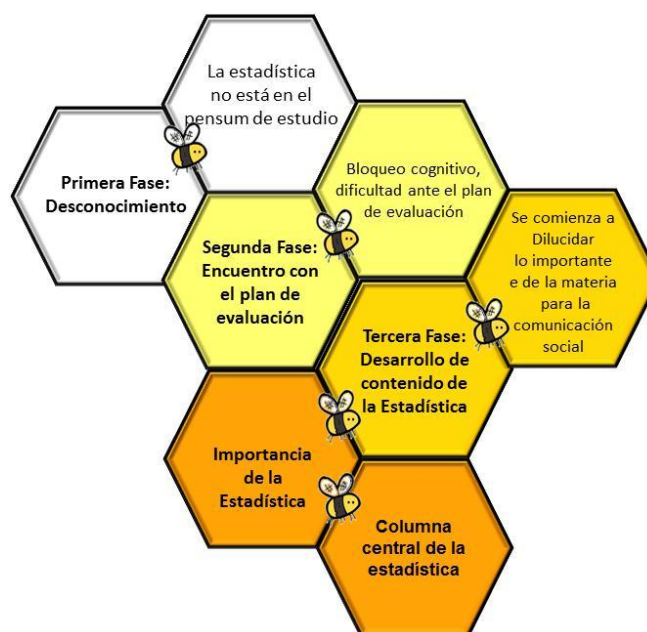 La estadística
no está en el
pensum de estudio
Primera Fase:
Desconocimiento
Bloqueo cognitivo,
dificultad ante el plan
de evaluación
Segunda Fase:
Encuentro con
el plan de
evaluación
Se comienza a
Dilucidar
lo important
e de la materia
para la
comunicación
social
Tercera Fase:
Desarrollo de
contenido de
la Estadística
Importancia
de la
Estadística
Columna
central de la
estadística